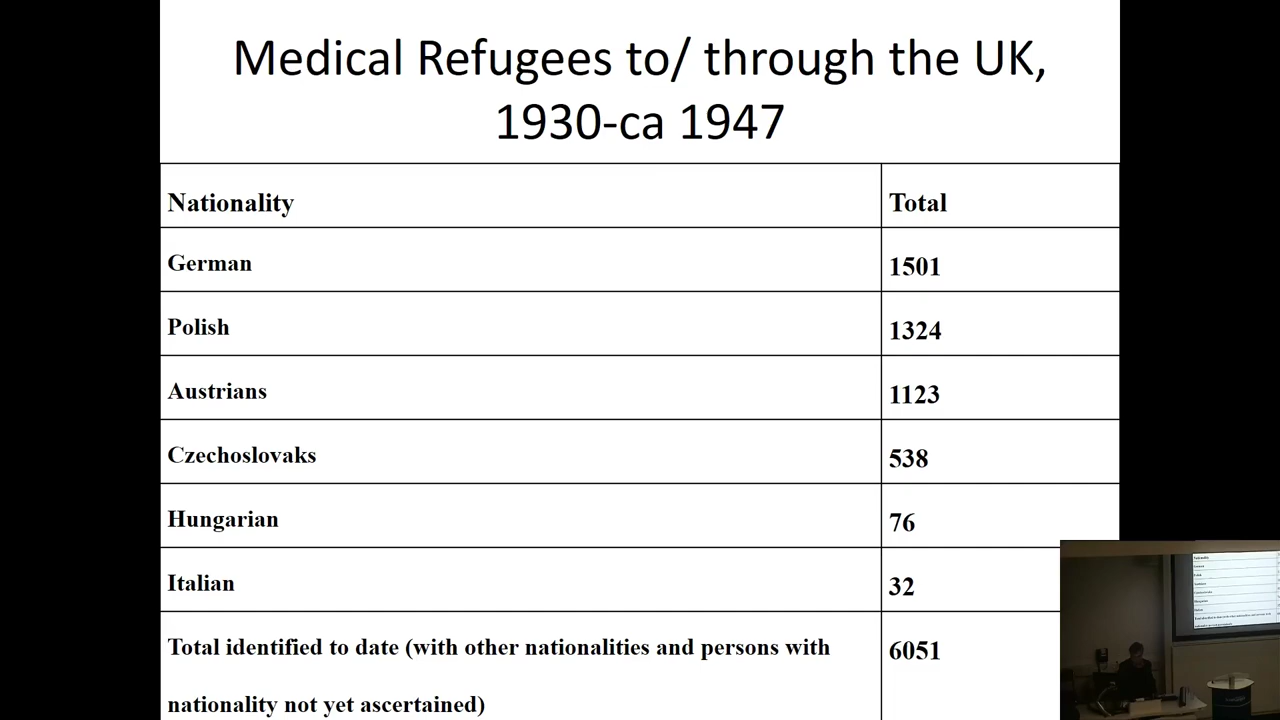 Medical Refugees to/ through the UK,
1930-ca 1947
Nationality Total
German 1501
Polish 1324
Austrians 1123
Czechoslovaks 538
Hungarian 76
Italian 32
Total identified to date (with other nationalities and persons with 6051
nationality not yet ascertained)